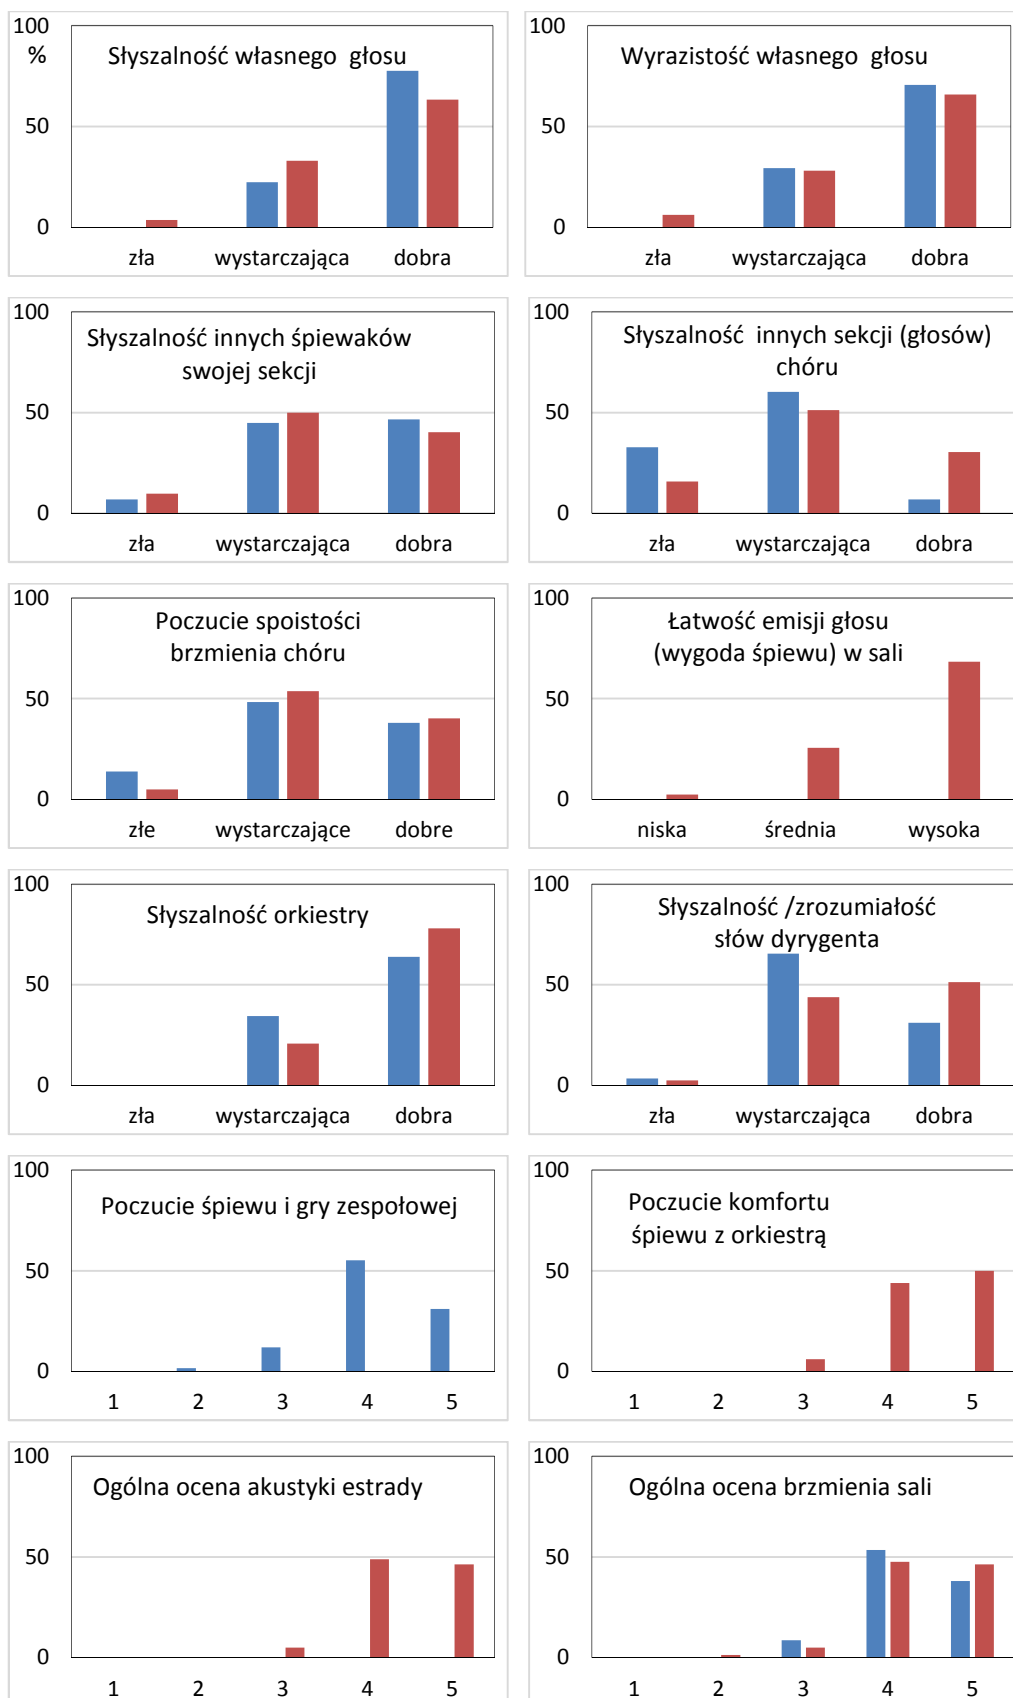 100
%
Słyszalność własnego głosu
50
0
zła wystarczająca dobra
100
Wyrazistość własnego głosu
50
0
zła wystarczająca dobra
100
Słyszalność innych śpiewaków
swojej sekcji
50
0
zła wystarczająca dobra
100
Słyszalność innych sekcji (głosów)
chóru
50
0
zła wystarczająca dobra
100
Poczucie spoistości
brzmienia chóru
50
0
złe wystarczające dobre
100
Łatwość emisji głosu
(wygoda śpiewu) w sali
50
0
niska średnia wysoka
100
Słyszalność orkiestry
50
0
zła wystarczająca dobra
100
Słyszalność /zrozumiałość
słów dyrygenta
50
0
zła wystarczająca dobra
100
Poczucie śpiewu i gry zespołowej
50
0
1 2 3 4 5
100
Poczucie komfortu
śpiewu z orkiestrą
50
0
1 2 3 4 5
100
Ogólna ocena akustyki estrady
50
0
1 2 3 4 5
100
Ogólna ocena brzmienia sali
50
0
1 2 3 4 5